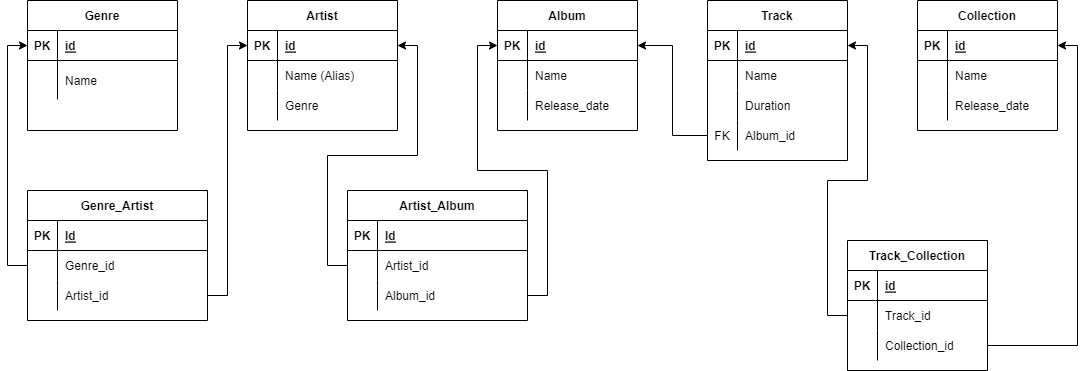 Genre
PK id
Name
Artist
PK id
Name (Alias)
Genre
Album
PK id
Name
Release_date
Track
PK id
Name
Duration
FK Album_id
Collection
PK id
Name
Release_date
Genre_Artist
PK Id
Genre_id
Artist_id
Artist_Album
PK Id
Artist_id
Album_id
Track_Collection
PK id
Track_id
Collection_id